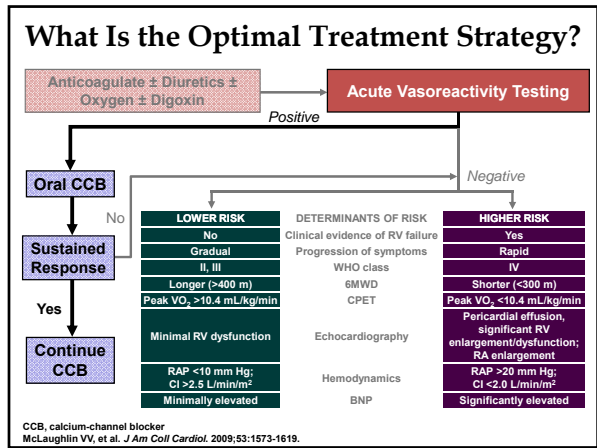 What Is the Optimal Treatment Strategy?
Anticoagulate ± Diuretics ±
Oxygen ± Digoxin
Acute Vasoreactivity Testing
Positive
Negative
Oral CCB
No
Sustained
Response
Yes
Continue
CCB
LOWER RISK DETERMINANTS OF RISK HIGHER RISK
No Clinical evidence of RV failure Yes
Gradual Progression of symptoms Rapid
II, III WHO class IV
Longer (>400 m) 6MWD Shorter (<300 m)
Peak VO₂ >10.4 mL/kg/min CPET Peak VO₂ <10.4 mL/kg/min
Minimal RV dysfunction Echocardiography
Pericardial effusion,
significant RV
enlargement/dysfunction;
RA enlargement
RAP <10 mm Hg;
CI >2.5 L/min/m²
Hemodynamics
RAP >20 mm Hg;
CI <2.0 L/min/m²
Minimally elevated BNP Significantly elevated
CCB, calcium-channel blocker
McLaughlin VV, et al. J Am Coll Cardiol. 2009;53:1573-1619.